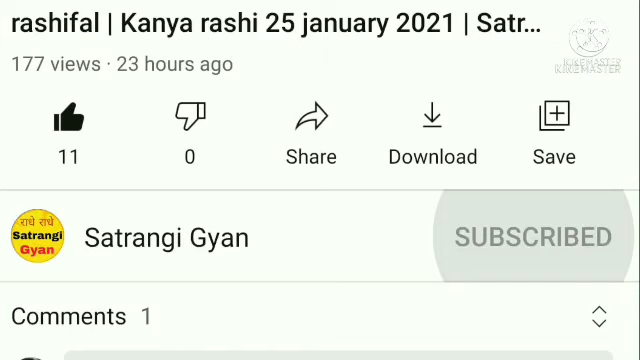 rashifal | Kanya rashi 25 january 2021 | Satr...
177 views · 23 hours ago
KINEMASTER
11
0
Share
Download
Save
राधे राधे
Satrangi
Gyan
Satrangi Gyan
SUBSCRIBED
Comments 1